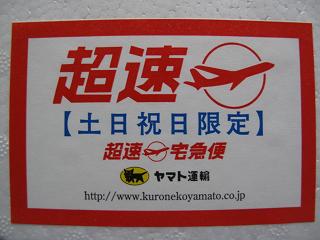 超速
【土日祝日限定】
超速宅急便
ヤマト運輸
http://www.kuronekoyamato.co.jp